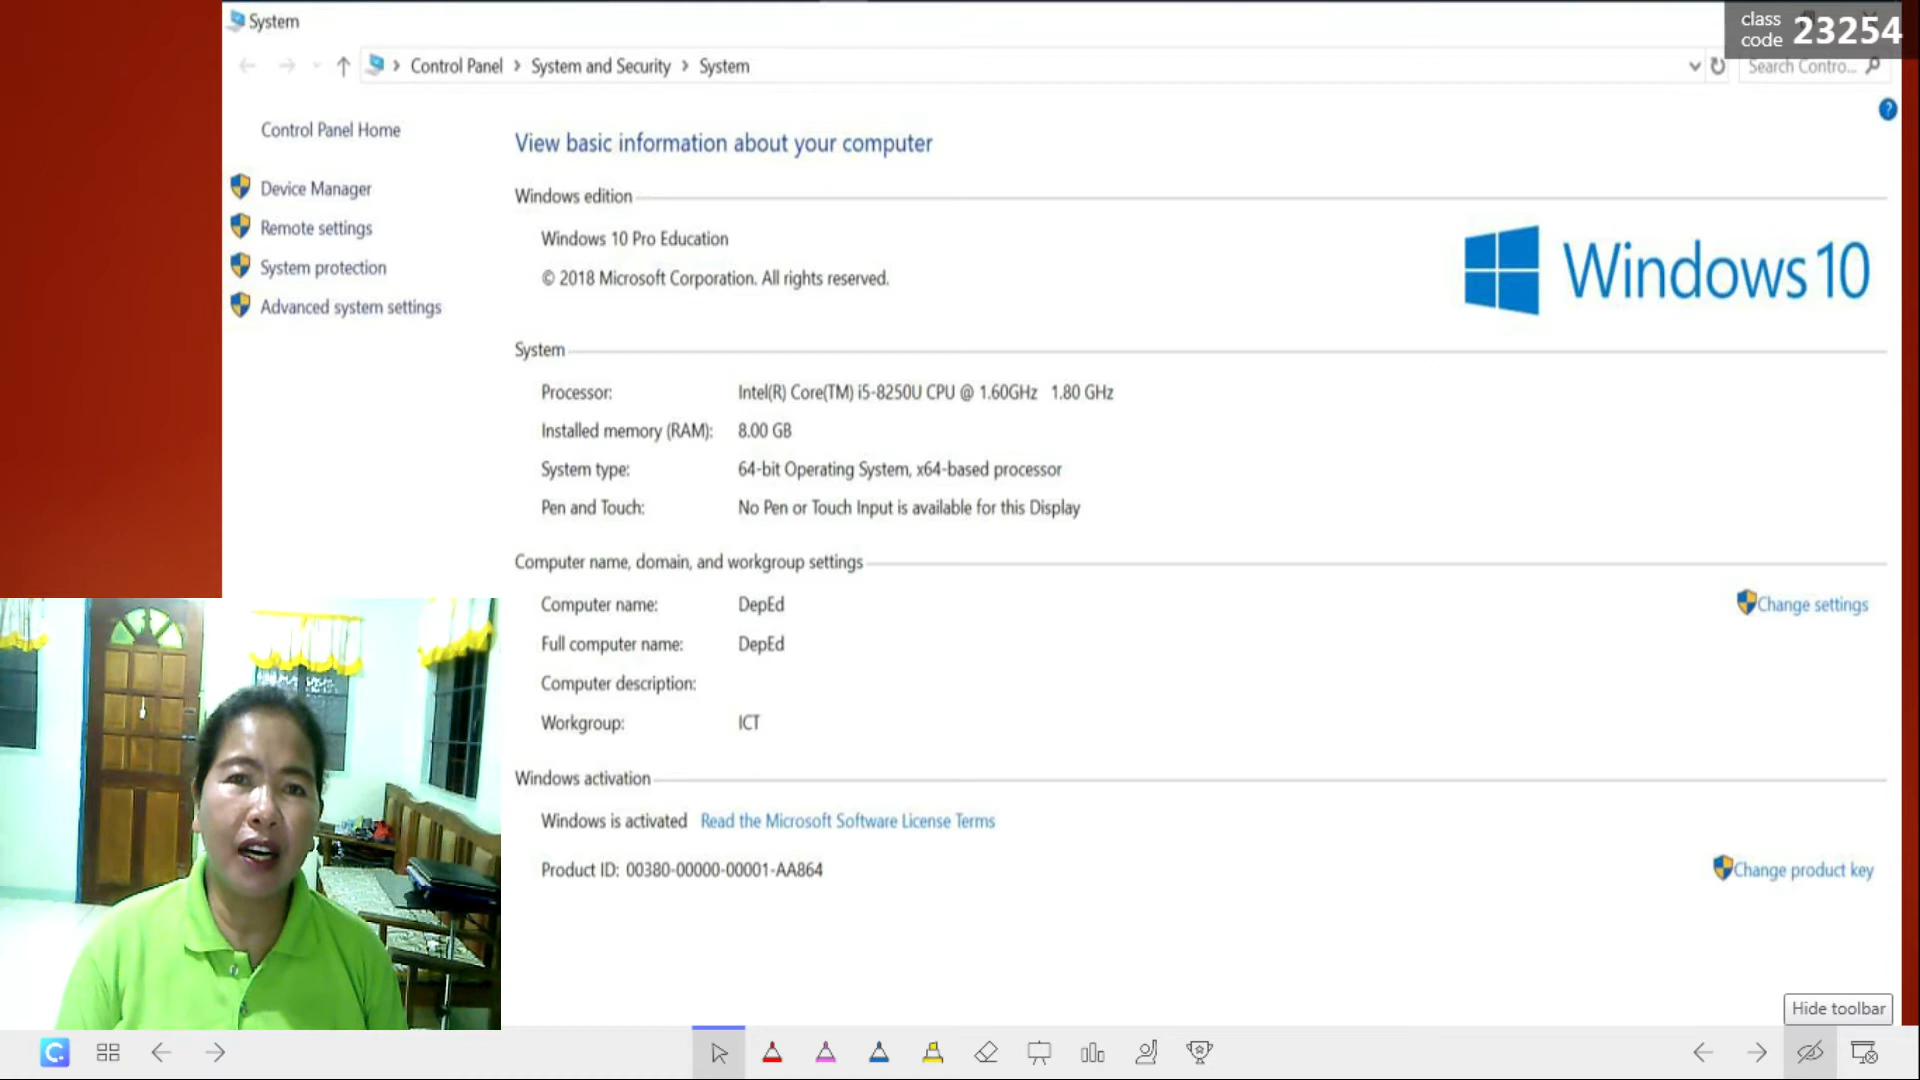 System
class
code 23254
Control Panel > System and Security > System
Search Contro...
?
Control Panel Home
Device Manager
Remote settings
System protection
Advanced system settings
View basic information about your computer
Windows edition
Windows 10 Pro Education
© 2018 Microsoft Corporation. All rights reserved.
Windows 10
System
Processor: Intel(R) Core(TM) i5-8250U CPU @ 1.60GHz 1.80 GHz
Installed memory (RAM): 8.00 GB
System type: 64-bit Operating System, x64-based processor
Pen and Touch: No Pen or Touch Input is available for this Display
Computer name, domain, and workgroup settings
Computer name: DepEd
Change settings
Full computer name: DepEd
Computer description:
Workgroup: ICT
Windows activation
Windows is activated Read the Microsoft Software License Terms
Product ID: 00380-00000-00001-AA864
Change product key
Hide toolbar